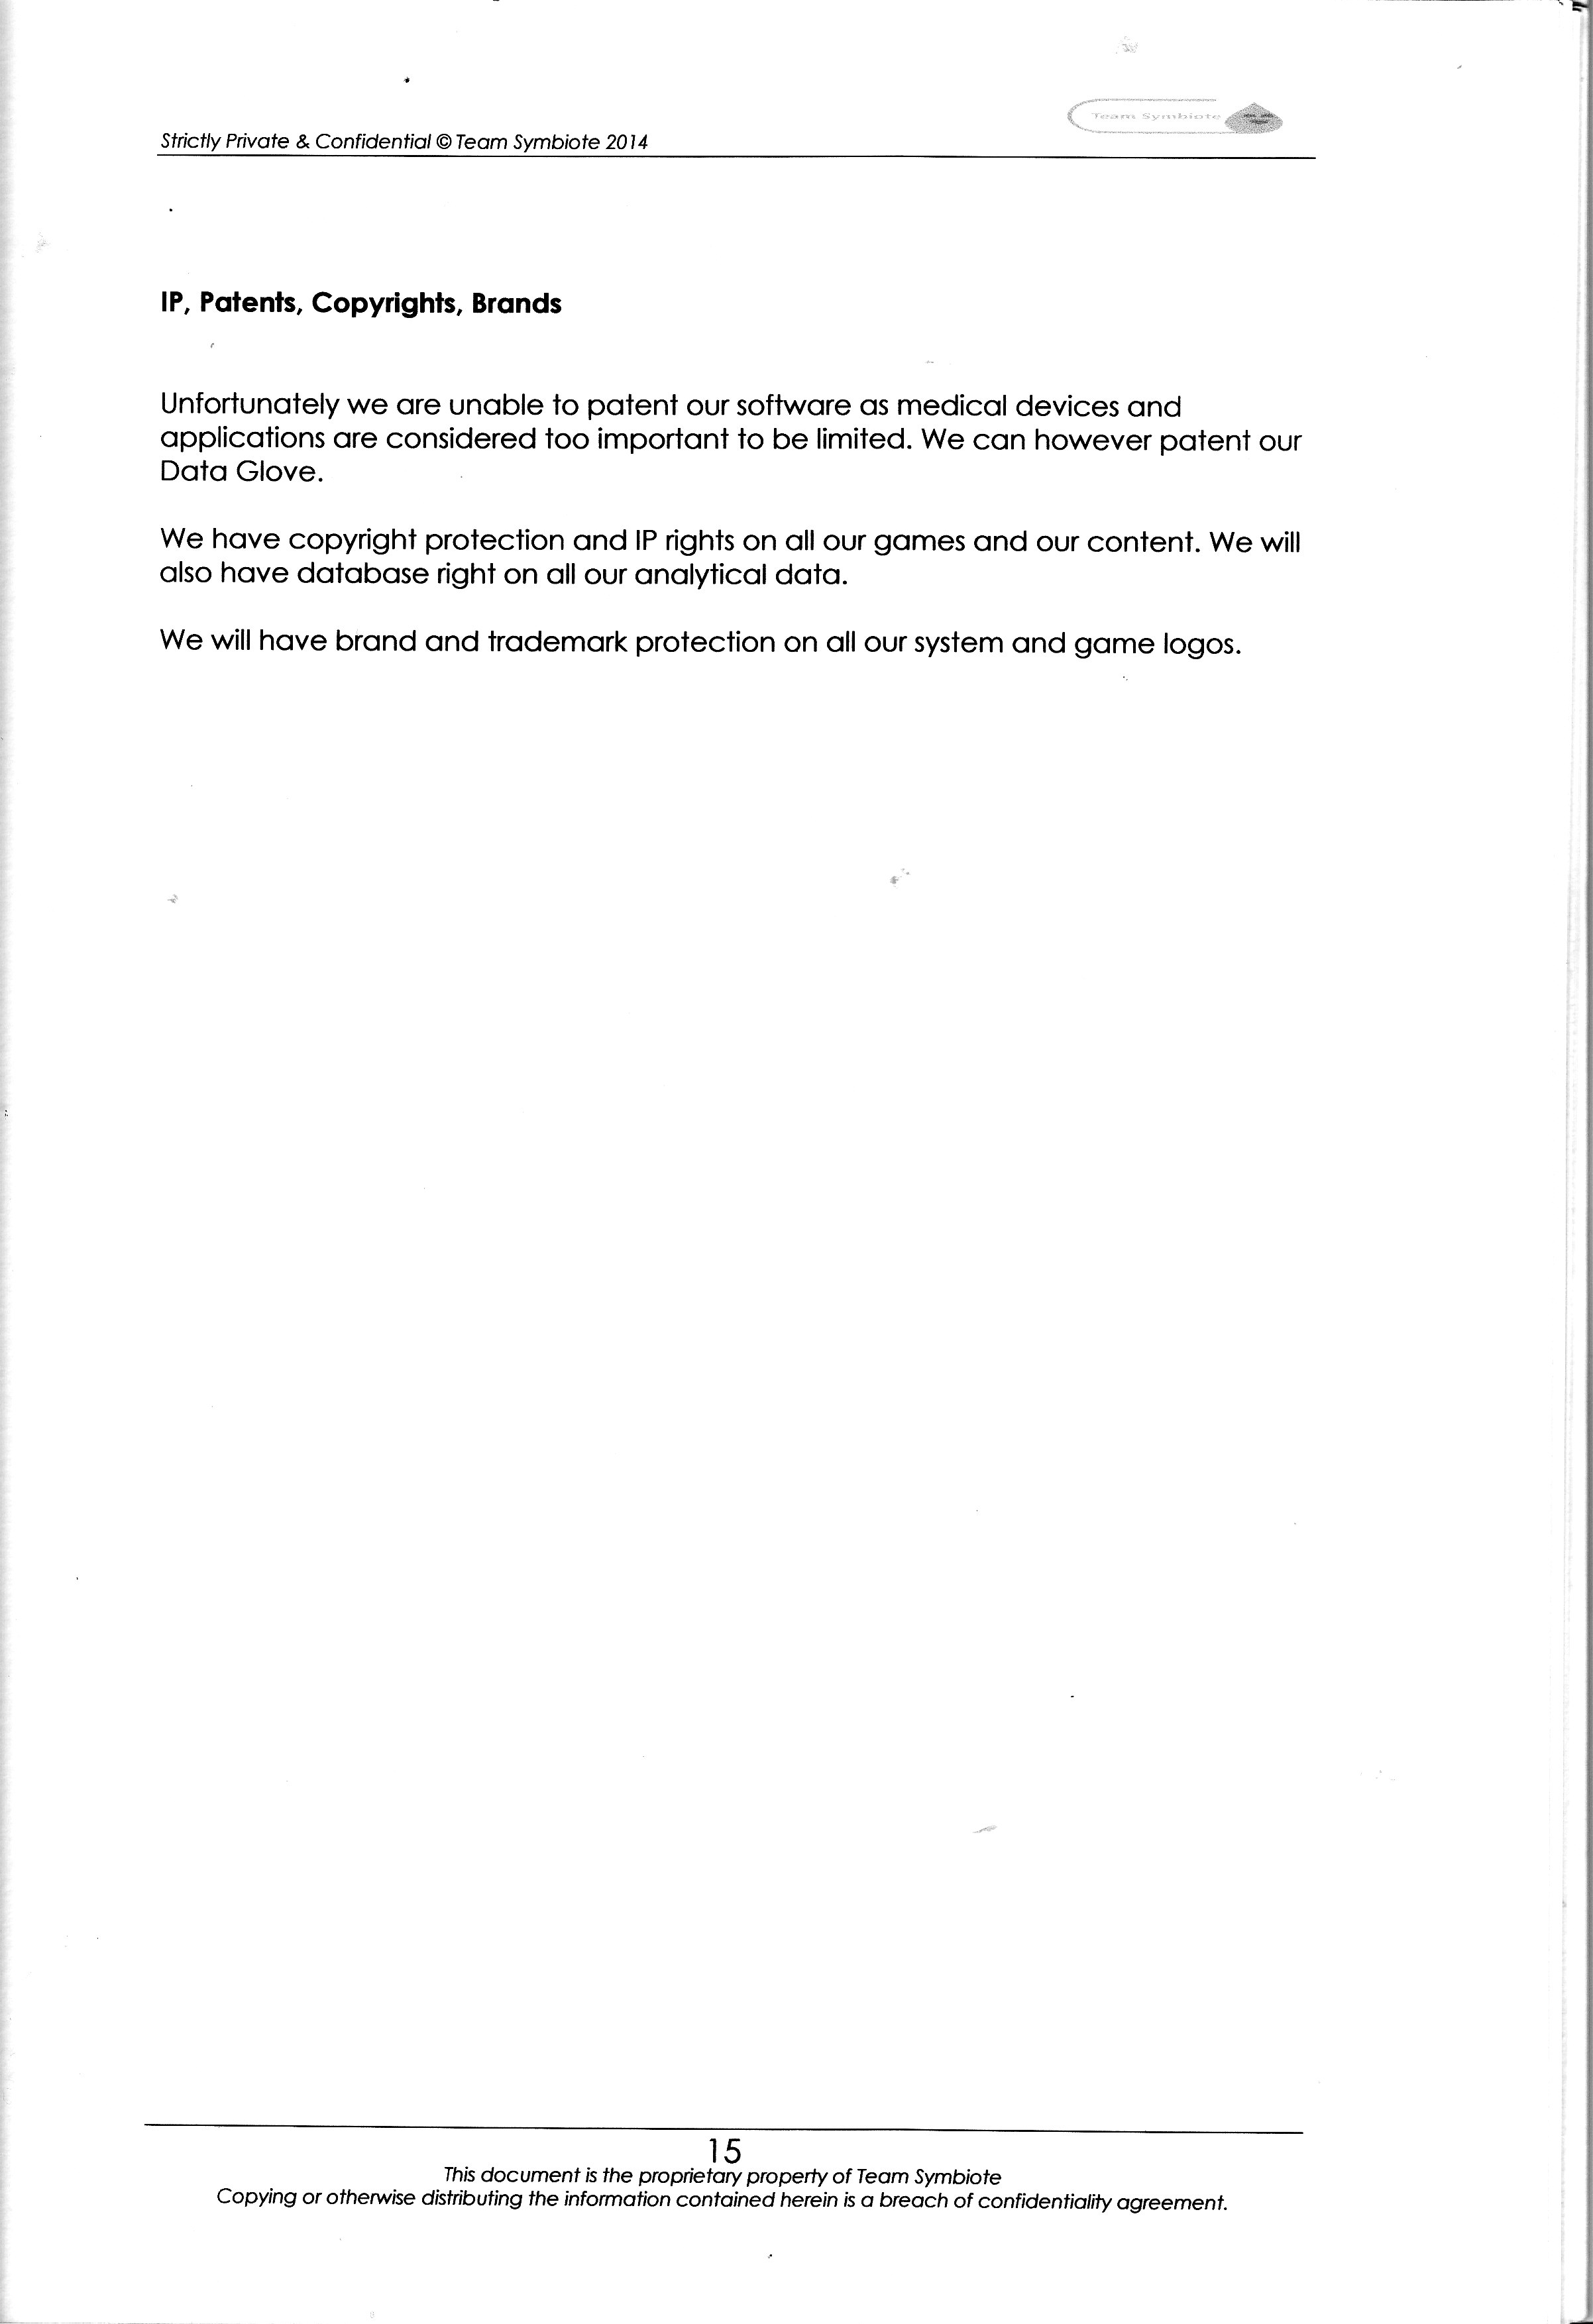 Strictly Private & Confidential © Team Symbiote 2014
Team Symbiote
IP, Patents, Copyrights, Brands
Unfortunately we are unable to patent our software as medical devices and
applications are considered too important to be limited. We can however patent our
Data Glove.
We have copyright protection and IP rights on all our games and our content. We will
also have database right on all our analytical data.
We will have brand and trademark protection on all our system and game logos.
15
This document is the proprietary property of Team Symbiote
Copying or otherwise distributing the information contained herein is a breach of confidentiality agreement.